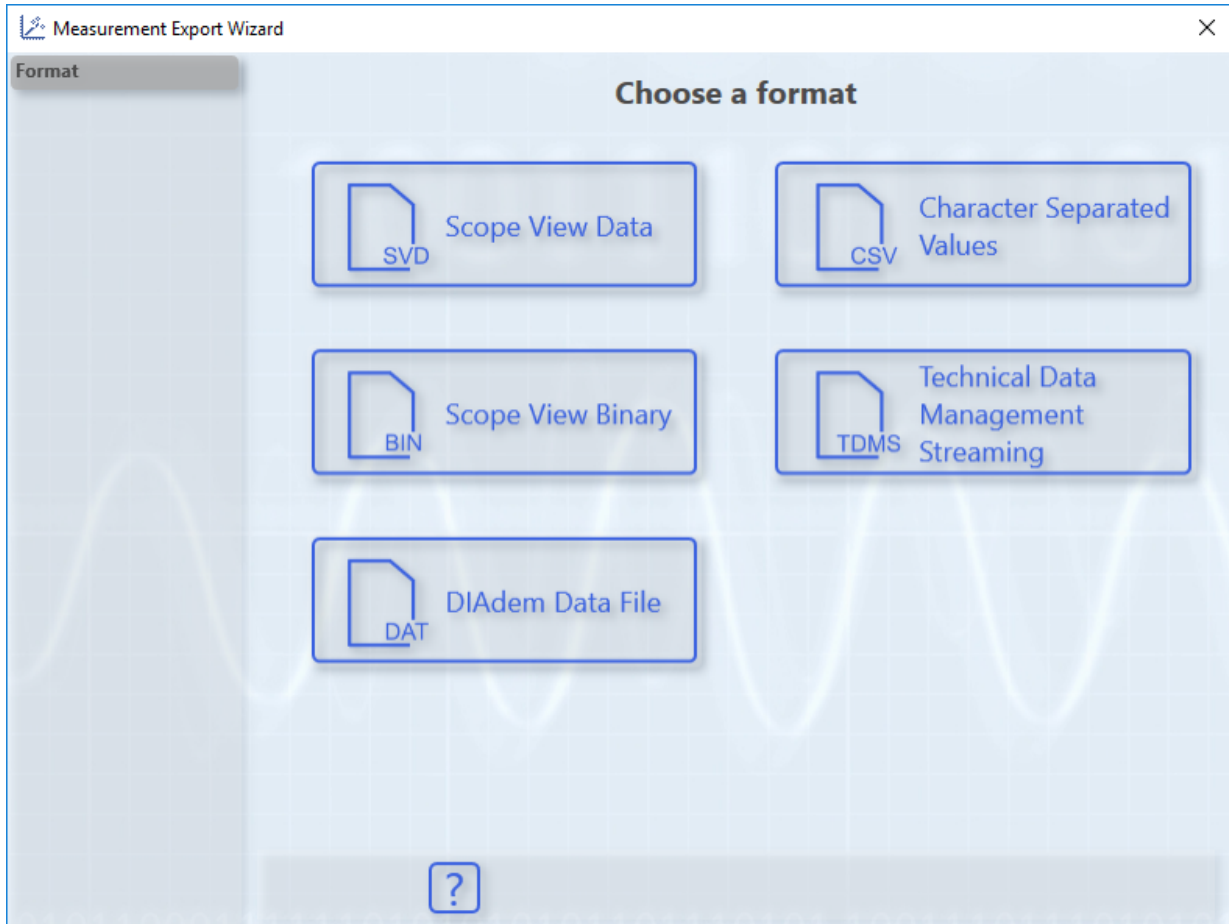 Measurement Export Wizard
Format
Choose a format
SVD
Scope View Data
CSV
Character Separated
Values
BIN
Scope View Binary
TDMS
Technical Data
Management
Streaming
DAT
DIAdem Data File
?